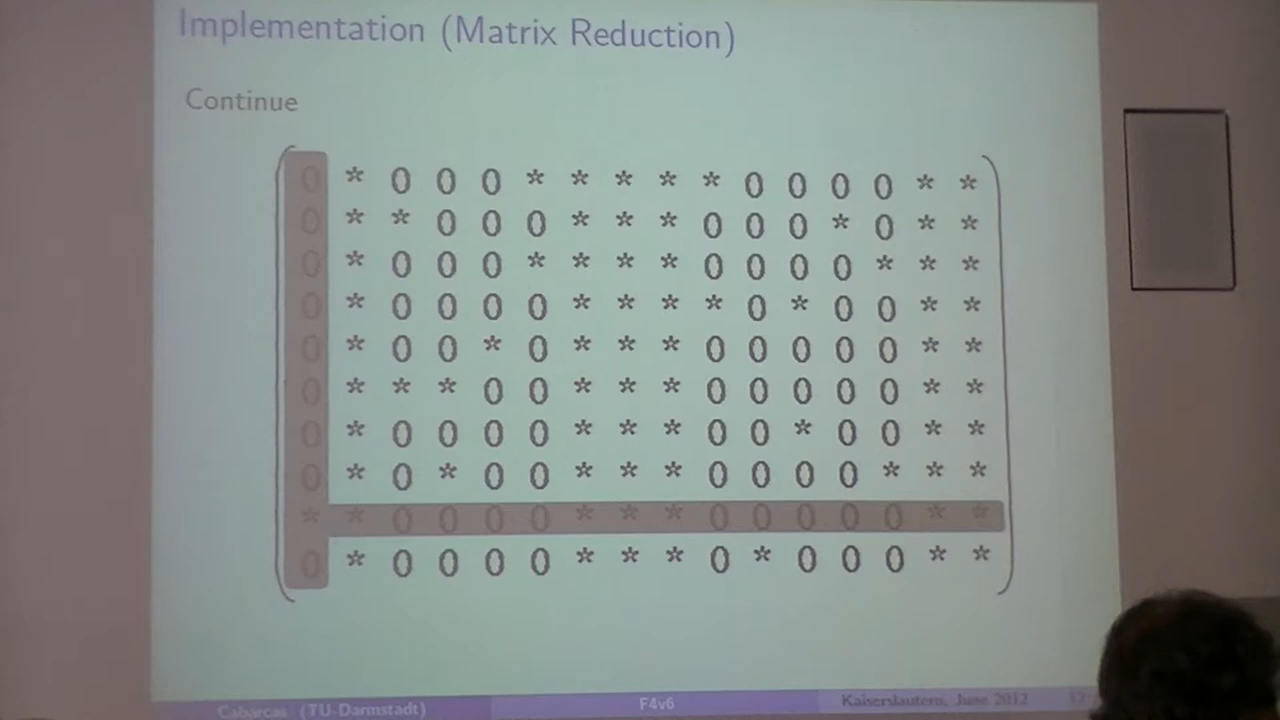 Implementation (Matrix Reduction)
Continue
0 * 0 0 0 * * * * * 0 0 0 0 * *
0 * * 0 0 0 * * * 0 0 0 * 0 * *
0 * 0 0 0 * * * * 0 0 0 0 * * *
0 * 0 0 0 0 * * * * 0 * 0 0 * *
0 * 0 0 * 0 * * * 0 0 0 0 0 * *
0 * * * 0 0 * * * 0 0 0 0 0 * *
0 * 0 0 0 0 * * * 0 0 * 0 0 * *
0 * 0 * 0 0 * * * 0 0 0 0 * * *
* * 0 0 0 0 * * * 0 0 0 0 0 * *
0 * 0 0 0 0 * * * 0 * 0 0 0 * *
Cabarcas (TU-Darmstadt) F4v6 Kaiserslautern, June 2012